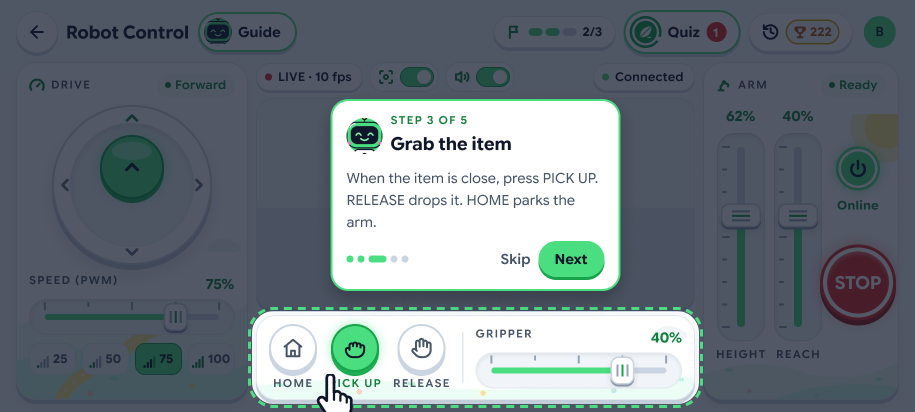 Robot Control
Guide
2/3
Quiz
1
222
B
DRIVE
Forward
LIVE · 10 fps
Connected
ARM
Ready
STEP 3 OF 5
Grab the item
When the item is close, press PICK UP.
RELEASE drops it. HOME parks the
arm.
Skip
Next
62%
40%
Online
STOP
HEIGHT
REACH
SPEED (PWM)
75%
25
50
75
100
HOME
PICK UP
RELEASE
GRIPPER
40%